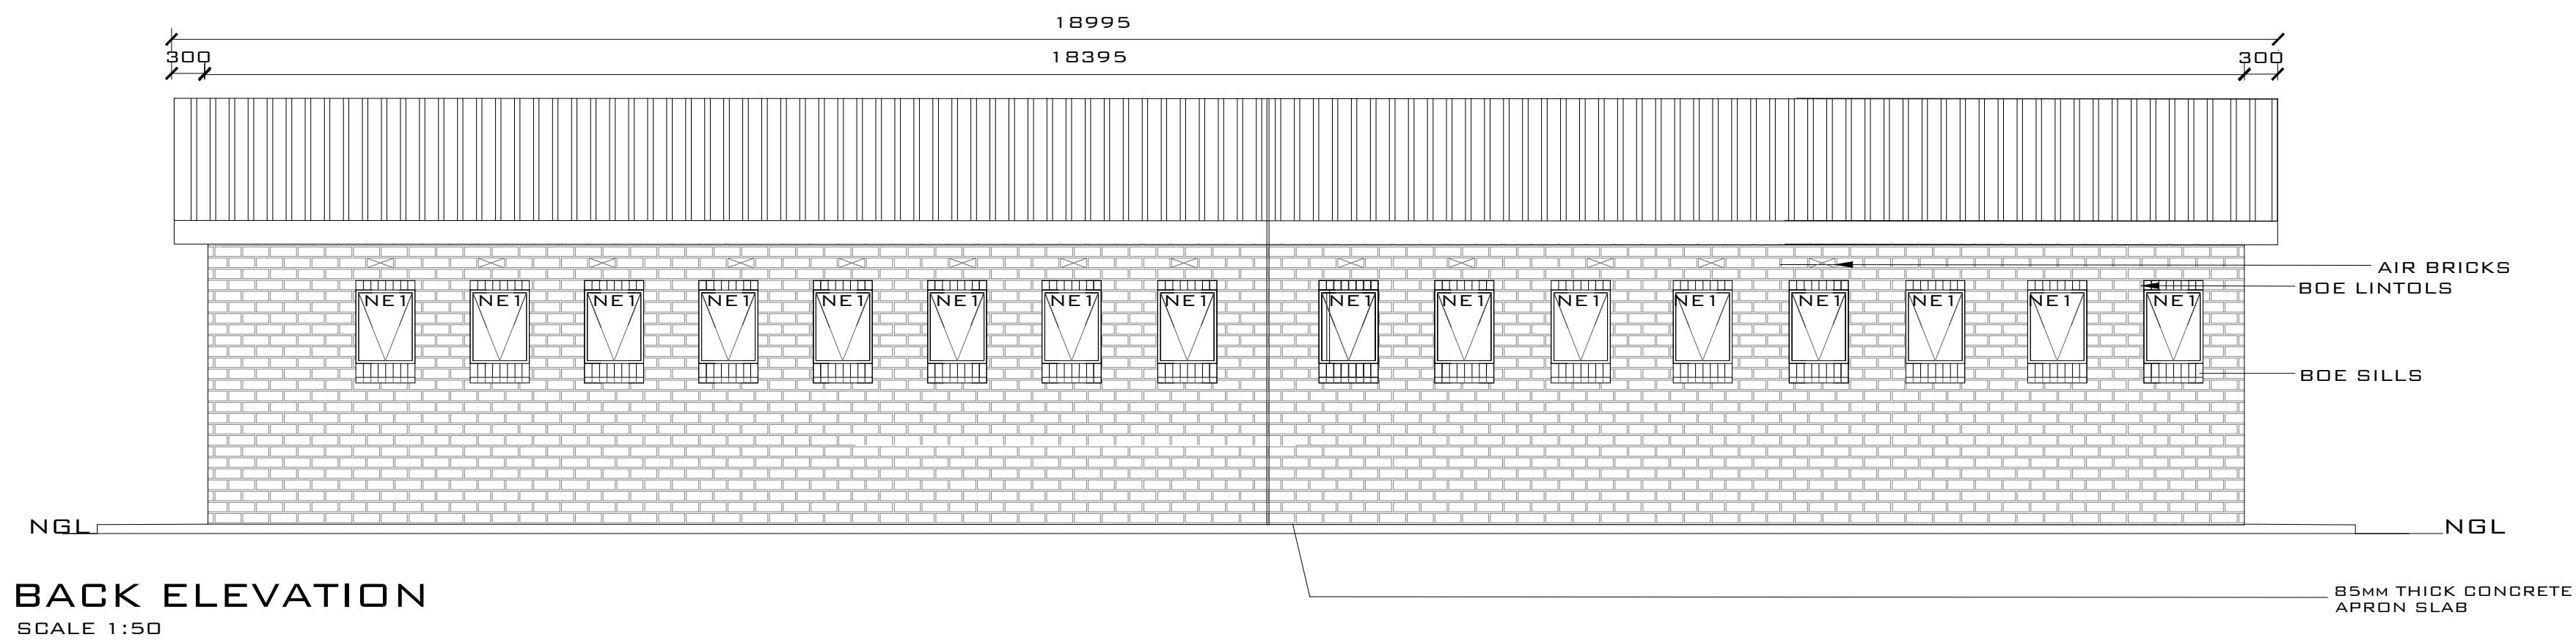 18995
300 18395 300
AIR BRICKS
BOE LINTOLS
NE1 NE1 NE1 NE1 NE1 NE1 NE1 NE1 NE1 NE1 NE1 NE1 NE1 NE1 NE1 NE1
BOE SILLS
NGL NGL
BACK ELEVATION
SCALE 1:50
85MM THICK CONCRETE
APRON SLAB